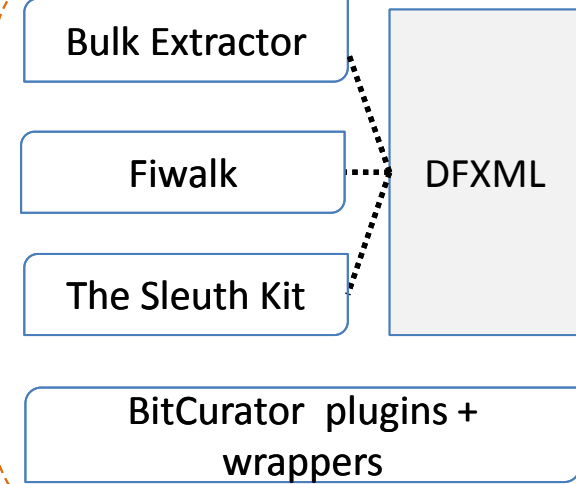 Bulk Extractor
Fiwalk
DFXML
The Sleuth Kit
BitCurator plugins +
wrappers